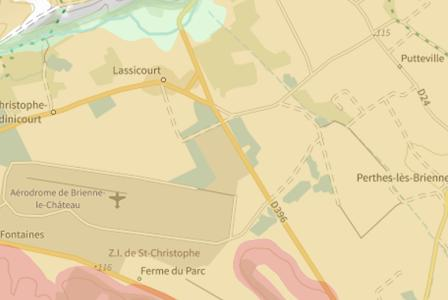 115
Putteville
Lassicourt
D24
hristophe-
dinicourt
Perthes-lès-Brienne
Aérodrome de Brienne-
le-Château
D396
Fontaines
Z.I. de St-Christophe
116
Ferme du Parc